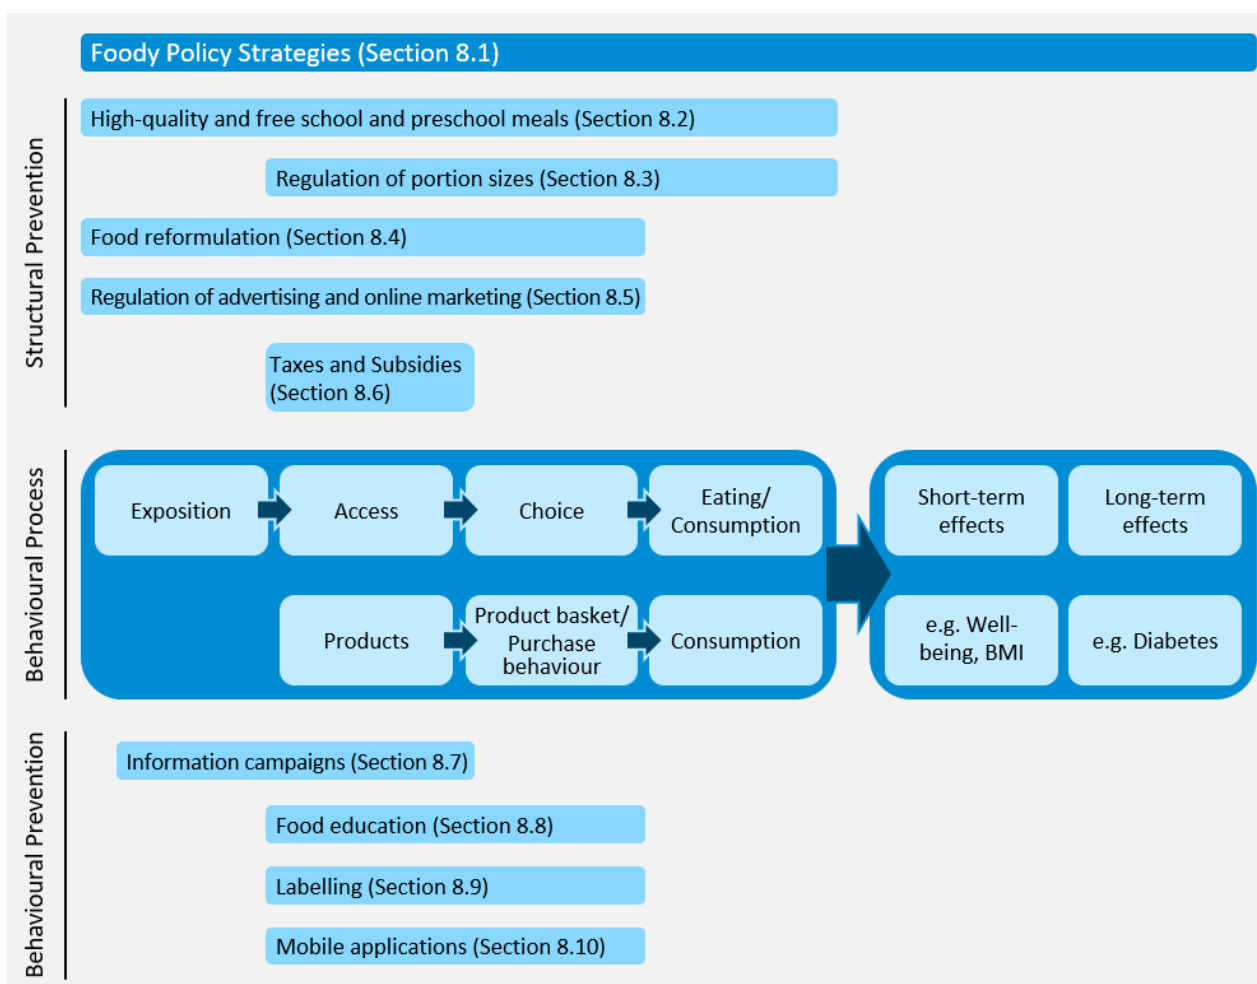 Foody Policy Strategies (Section 8.1)
Structural Prevention
High-quality and free school and preschool meals (Section 8.2)
Regulation of portion sizes (Section 8.3)
Food reformulation (Section 8.4)
Regulation of advertising and online marketing (Section 8.5)
Taxes and Subsidies
(Section 8.6)
Behavioural Process
Exposition
Access
Choice
Eating/
Consumption
Short-term
effects
Long-term
effects
Products
Product basket/
Purchase
behaviour
Consumption
e.g. Well-
being, BMI
e.g. Diabetes
Behavioural Prevention
Information campaigns (Section 8.7)
Food education (Section 8.8)
Labelling (Section 8.9)
Mobile applications (Section 8.10)